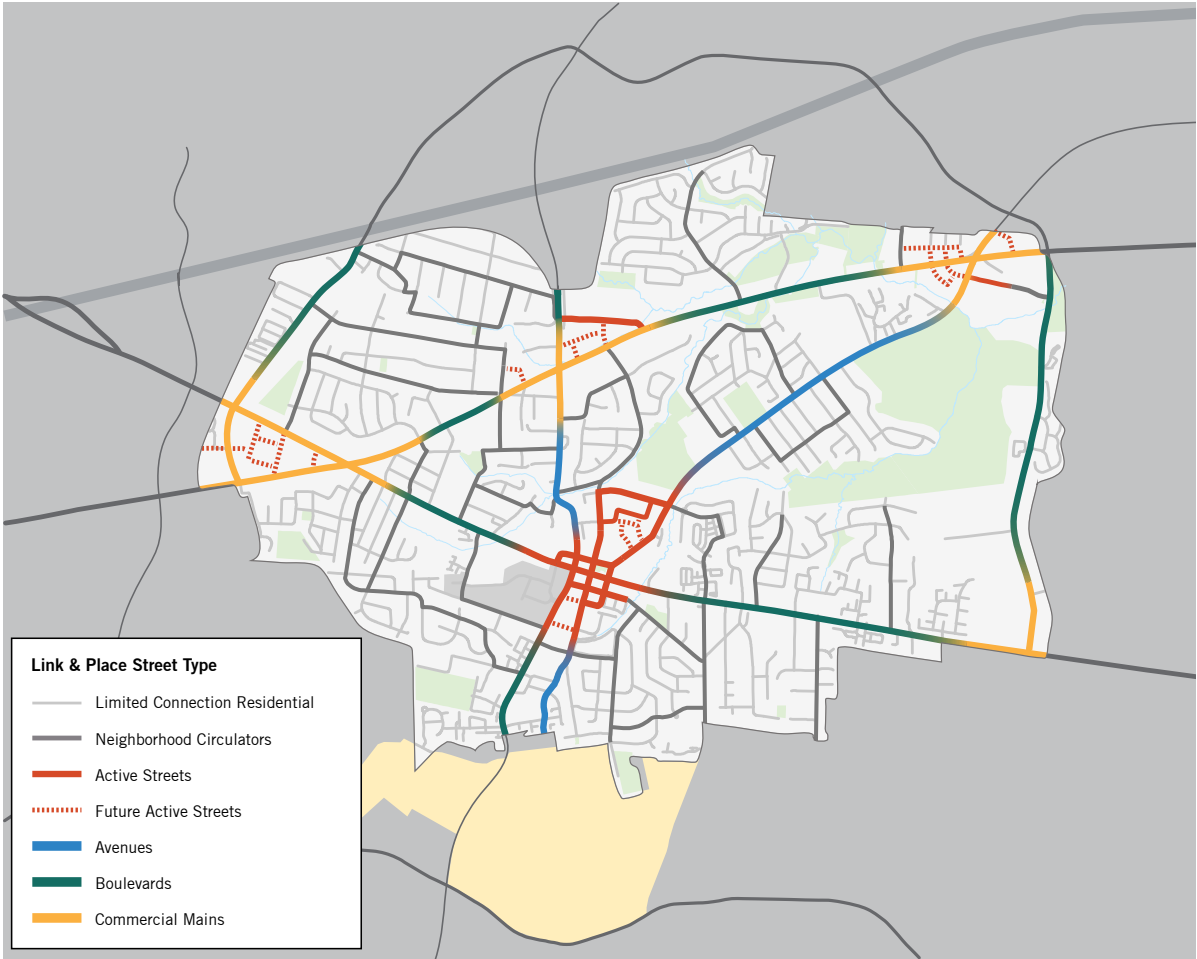 Link & Place Street Type
Limited Connection Residential
Neighborhood Circulators
Active Streets
Future Active Streets
Avenues
Boulevards
Commercial Mains